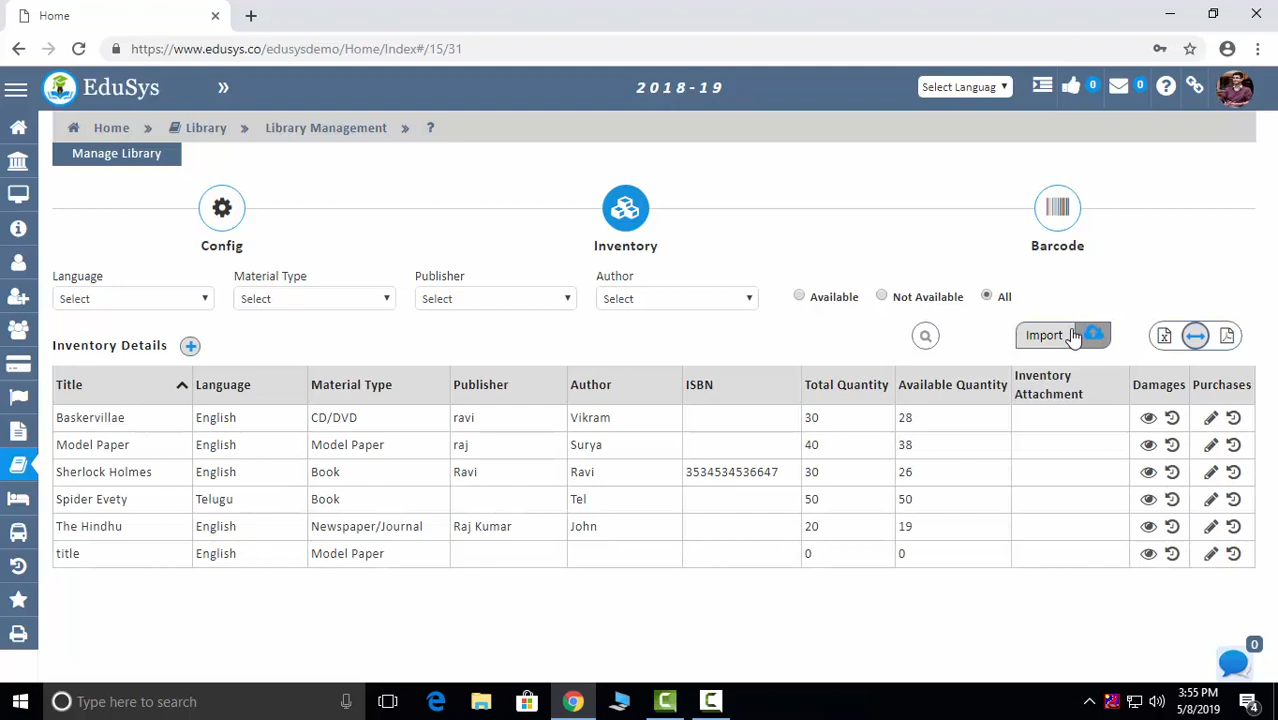 Home
https://www.edusys.co/edusysdemo/Home/Index#/15/31
EduSys » 2018-19 Select Languag 0 0
Home » Library » Library Management » ?
Manage Library
Config Inventory Barcode
Language Material Type Publisher Author
Select Select Select Select Available Not Available All
Inventory Details Import
Title Language Material Type Publisher Author ISBN Total Quantity Available Quantity Inventory Attachment Damages Purchases
Baskervillae English CD/DVD ravi Vikram 30 28
Model Paper English Model Paper raj Surya 40 38
Sherlock Holmes English Book Ravi Ravi 3534534536647 30 26
Spider Evety Telugu Book Tel 50 50
The Hindhu English Newspaper/Journal Raj Kumar John 20 19
title English Model Paper 0 0
0
Type here to search 3:55 PM
5/8/2019 4